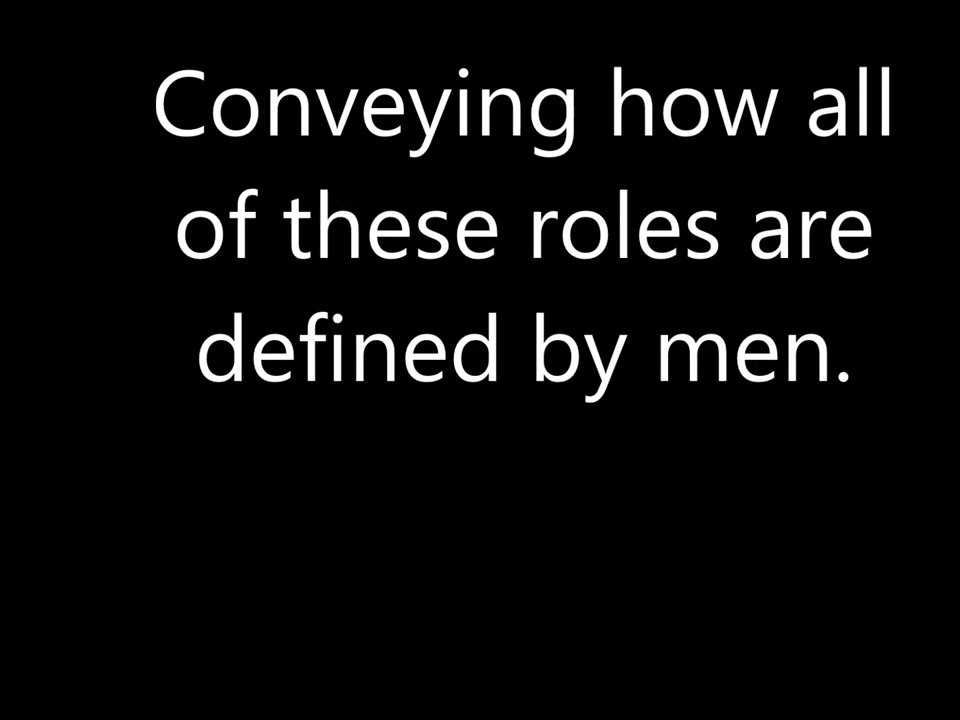 Conveying how all
of these roles are
defined by men.